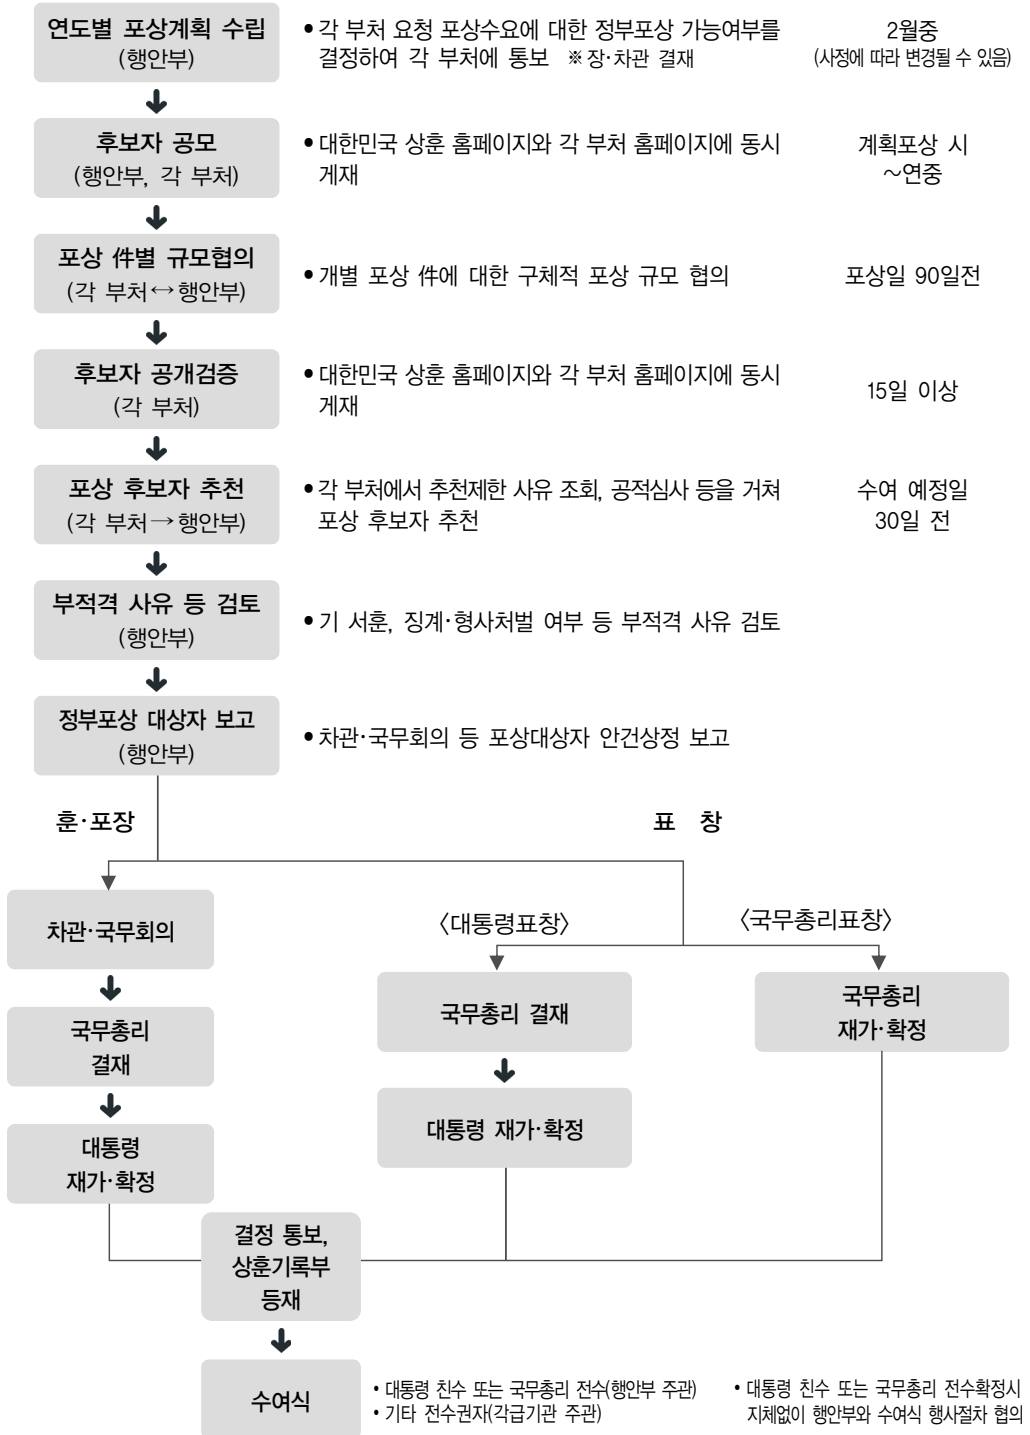 연도별 포상계획 수립
(행안부)
• 각 부처 요청 포상수요에 대한 정부포상 가능여부를
결정하여 각 부처에 통보 ※ 장·차관 결재
2월중
(사정에 따라 변경될 수 있음)
후보자 공모
(행안부, 각 부처)
• 대한민국 상훈 홈페이지와 각 부처 홈페이지에 동시
게재
계획포상 시
~연중
포상 件별 규모협의
(각 부처↔행안부)
• 개별 포상 件에 대한 구체적 포상 규모 협의
포상일 90일전
후보자 공개검증
(각 부처)
• 대한민국 상훈 홈페이지와 각 부처 홈페이지에 동시
게재
15일 이상
포상 후보자 추천
(각 부처→행안부)
• 각 부처에서 추천제한 사유 조회, 공적심사 등을 거쳐
포상 후보자 추천
수여 예정일
30일 전
부적격 사유 등 검토
(행안부)
• 기 서훈, 징계·형사처벌 여부 등 부적격 사유 검토
정부포상 대상자 보고
(행안부)
• 차관·국무회의 등 포상대상자 안건상정 보고
훈·포장
표 창
차관·국무회의
〈대통령표창〉
〈국무총리표창〉
국무총리
결재
국무총리 결재
국무총리
재가·확정
대통령
재가·확정
대통령 재가·확정
결정 통보,
상훈기록부
등재
수여식
• 대통령 친수 또는 국무총리 전수(행안부 주관)
• 기타 전수권자(각급기관 주관)
• 대통령 친수 또는 국무총리 전수확정시
지체없이 행안부와 수여식 행사절차 협의